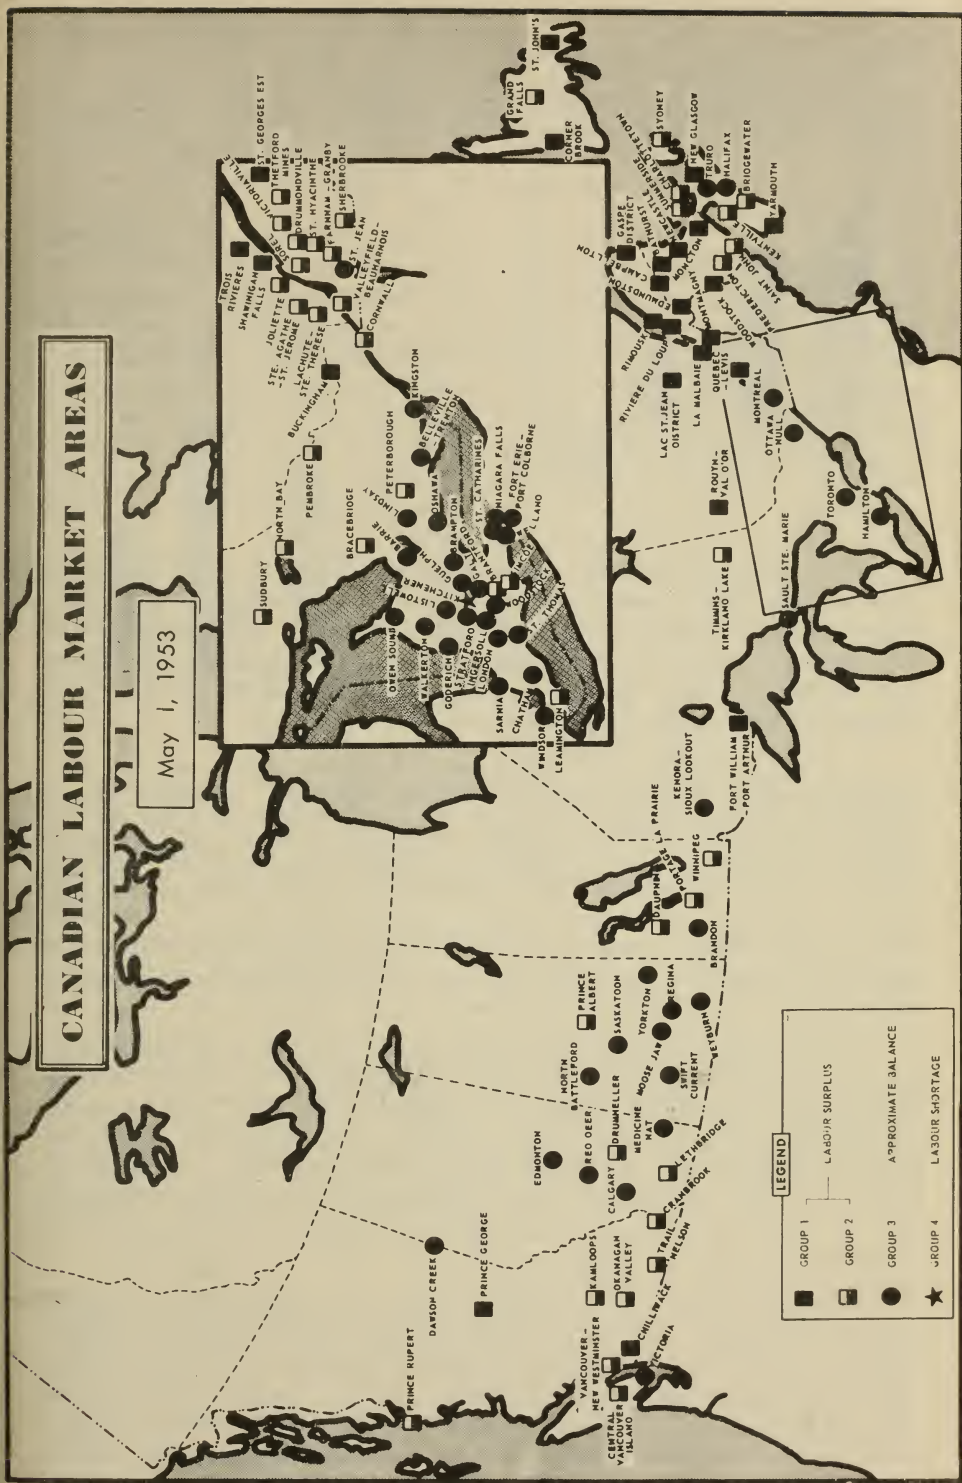 CANADIAN LABOUR MARKET AREAS
May 1, 1953
PRINCE RUPERT
DAWSON CREEK
PRINCE GEORGE
VANCOUVER –
NEW WESTMINSTER
CENTRAL
VANCOUVER
ISLAND
VICTORIA
CHILLIWACK
KAMLOOPS
OKANAGAN
VALLEY
TRAIL –
NELSON
CRANBROOK
LETHBRIDGE
EDMONTON
RED DEER
CALGARY
DRUMHELLER
MEDICINE
HAT
NORTH
BATTLEFORD
PRINCE
ALBERT
SASKATOON
MOOSE JAW
SWIFT
CURRENT
YORKTON
REGINA
WEYBURN
BRANDON
DAUPHIN
PORTAGE LA PRAIRIE
WINNIPEG
KENORA –
SIOUX LOOKOUT
FORT WILLIAM
PORT ARTHUR
SAULT STE. MARIE
TIMMINS –
KIRKLAND LAKE
ROUYN –
VAL D'OR
TORONTO
HAMILTON
OTTAWA
HULL
MONTREAL
LAC ST. JEAN
DISTRICT
LA MALBAIE
QUEBEC
– LEVIS
RIVIERE DU LOUP
RIMOUSKI
MONTMAGNY
EDMUNDSTON
CAMPBELLTON
GASPE
DISTRICT
BATHURST
NEWCASTLE
MONCTON
WOODSTOCK
FREDERICTON
SAINT JOHN
SUMMERSIDE
CHARLOTTETOWN
SYDNEY
NEW GLASGOW
TRURO
HALIFAX
BRIDGEWATER
KENTVILLE
YARMOUTH
CORNER
BROOK
GRAND
FALLS
ST. JOHN'S
SUDBURY
NORTH BAY
PEMBROKE
BRACEBRIDGE
BUCKINGHAM
LACHUTE –
STE. THERESE
STE. AGATHE
– ST. JEROME
JOLIETTE
SHAWINIGAN
FALLS
TROIS
RIVIERES
SOREL
VICTORIAVILLE
ST. GEORGES EST
THETFORD
MINES
DRUMMONDVILLE
ST. HYACINTHE
FARNHAM – GRANBY
SHERBROOKE
ST. JEAN
VALLEYFIELD –
BEAUHARNOIS
CORNWALL
KINGSTON
BELLEVILLE
– TRENTON
PETERBOROUGH
LINDSAY
OSHAWA
BARRIE
BRAMPTON
GUELPH
KITCHENER
LISTOWELL
GALT
BRANTFORD
ST. CATHARINES
NIAGARA FALLS
FORT ERIE –
PORT COLBORNE
WELLAND
SIMCOE
WOODSTOCK
ST. THOMAS
OWEN SOUND
WALKERTON
GODERICH
STRATFORD
INGERSOLL
LONDON
SARNIA
CHATHAM
WINDSOR
LEAMINGTON
LEGEND
GROUP 1
GROUP 2
LABOUR SURPLUS
GROUP 3 APPROXIMATE BALANCE
GROUP 4 LABOUR SHORTAGE